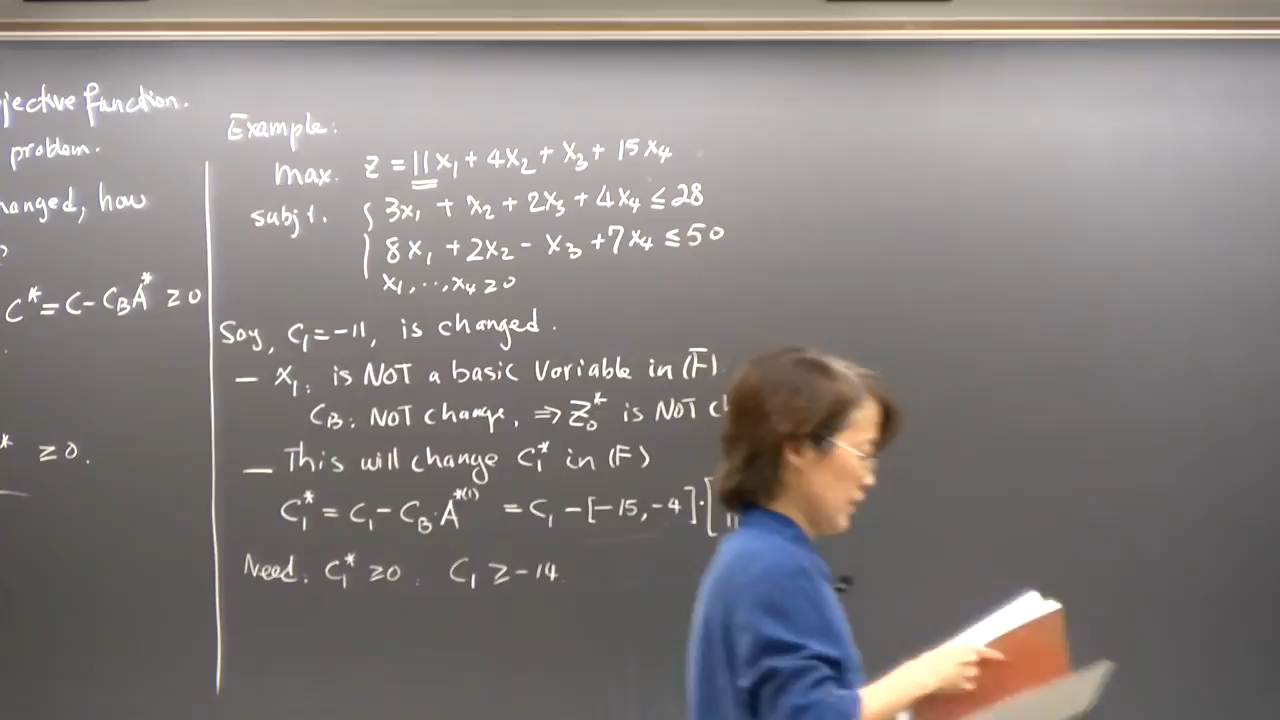 jective function.
problem.
hanged, how
?
C* = C - C_B A* ≥ 0
* ≥ 0.
Example:
max. Z = 11x₁ + 4x₂ + x₃ + 15x₄
subjt. { 3x₁ + x₂ + 2x₃ + 4x₄ ≤ 28
8x₁ + 2x₂ - x₃ + 7x₄ ≤ 50
x₁, ..., x₄ ≥ 0
Say, C₁ = -11, is changed.
- x₁: is NOT a basic variable in (F).
C_B: NOT change, ⇒ Z₀* is NOT c
- This will change C₁* in (F)
C₁* = C₁ - C_B · A*⁽¹⁾ = C₁ - [-15, -4] · [
Need: C₁* ≥ 0. C₁ ≥ -14.